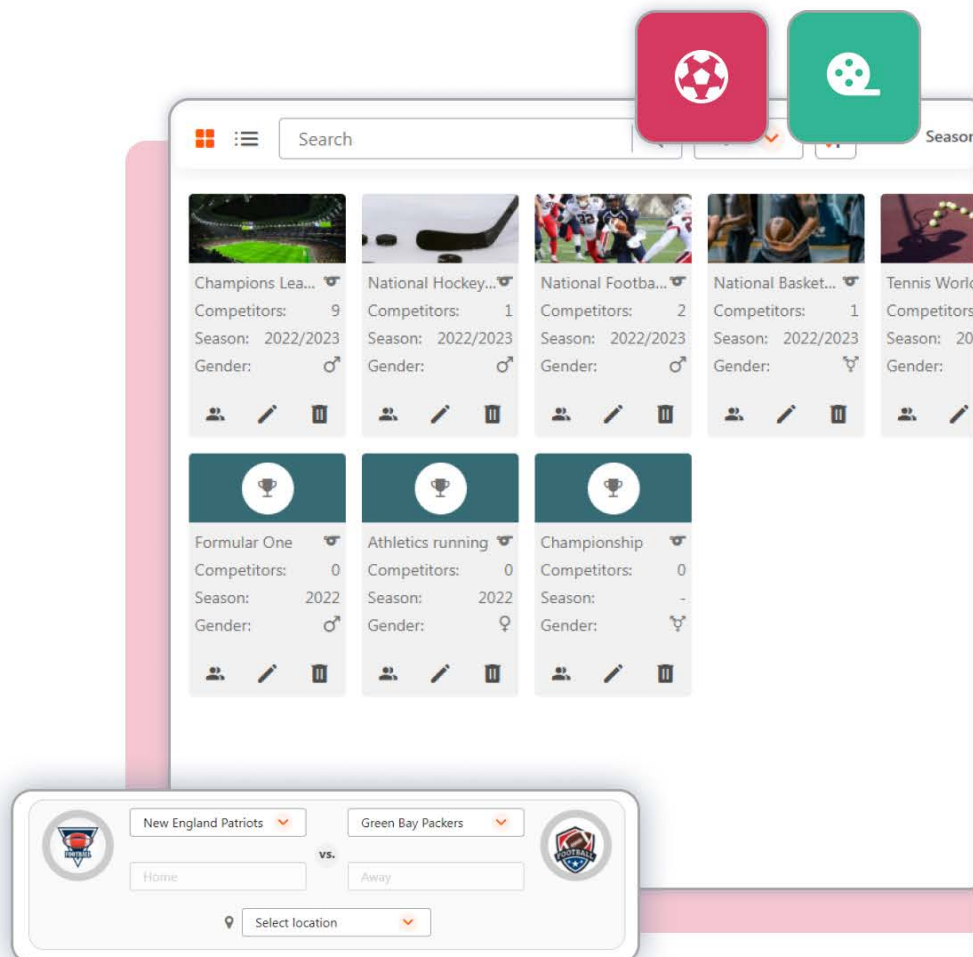 Search
Season
Champions Lea...
Competitors: 9
Season: 2022/2023
Gender:
National Hockey...
Competitors: 1
Season: 2022/2023
Gender:
National Footba...
Competitors: 2
Season: 2022/2023
Gender:
National Basket...
Competitors: 1
Season: 2022/2023
Gender:
Tennis World
Competitors
Season: 20
Gender:
Formular One
Competitors: 0
Season: 2022
Gender:
Athletics running
Competitors: 0
Season: 2022
Gender:
Championship
Competitors: 0
Season: -
Gender:
FOOTBALL
New England Patriots
vs.
Green Bay Packers
FOOTBALL
Home
Away
Select location